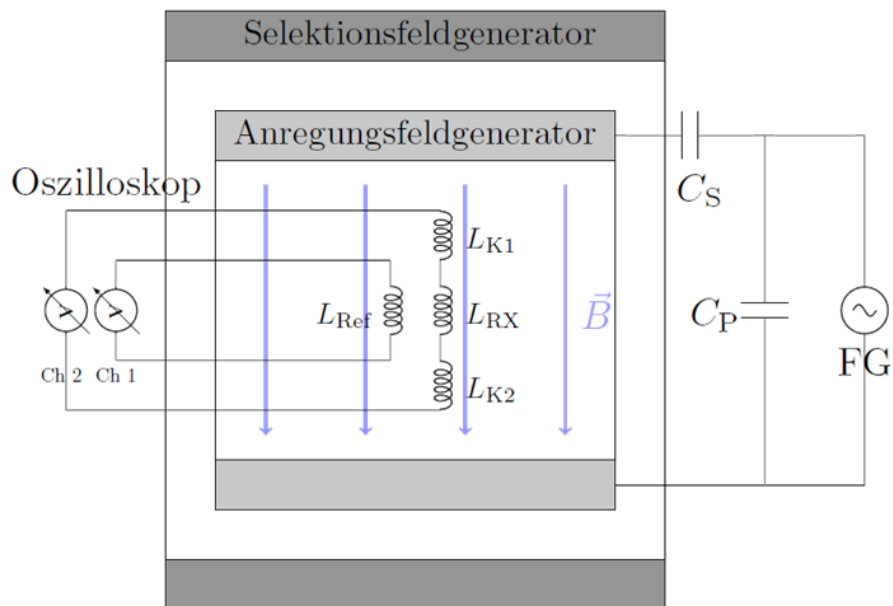 Selektionsfeldgenerator
Anregungsfeldgenerator
Oszilloskop
C_S
L_K1
L_Ref
L_RX
B⃗
C_P
V
V
FG
Ch 2
Ch 1
L_K2